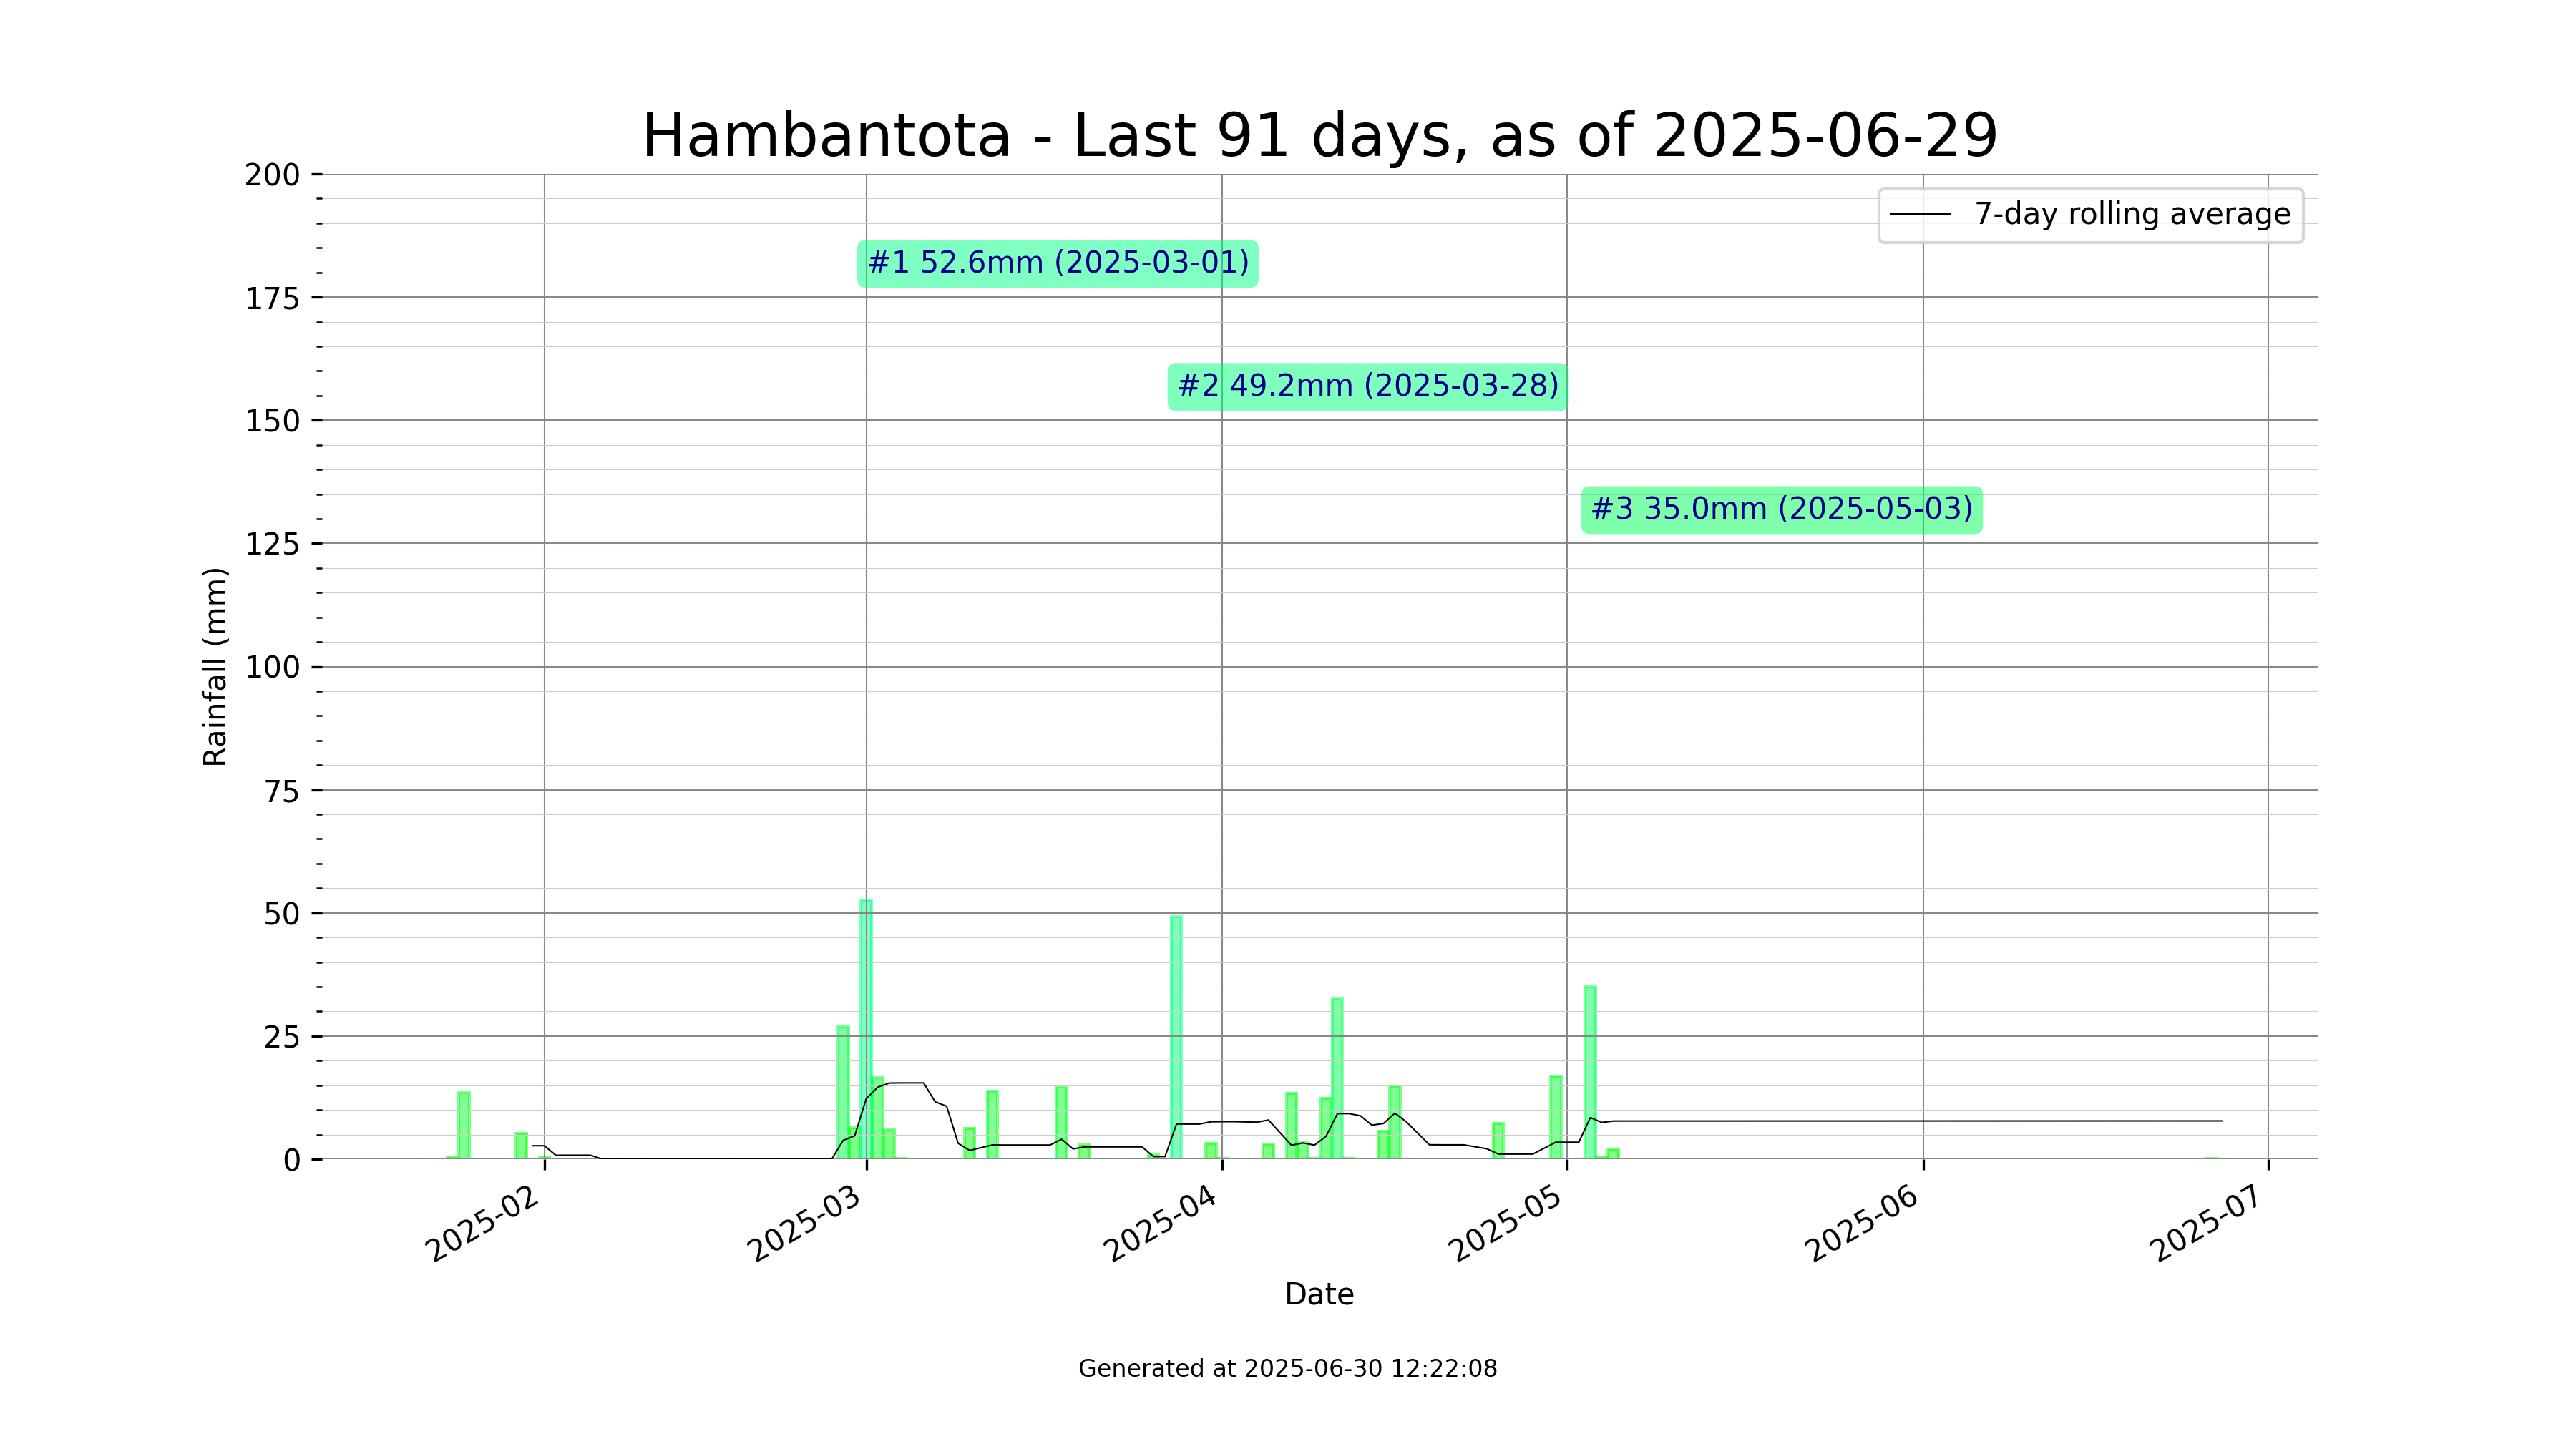 Hambantota - Last 91 days, as of 2025-06-29
7-day rolling average
#1 52.6mm (2025-03-01)
#2 49.2mm (2025-03-28)
#3 35.0mm (2025-05-03)
Rainfall (mm)
200
175
150
125
100
75
50
25
0
2025-02
2025-03
2025-04
2025-05
2025-06
2025-07
Date
Generated at 2025-06-30 12:22:08